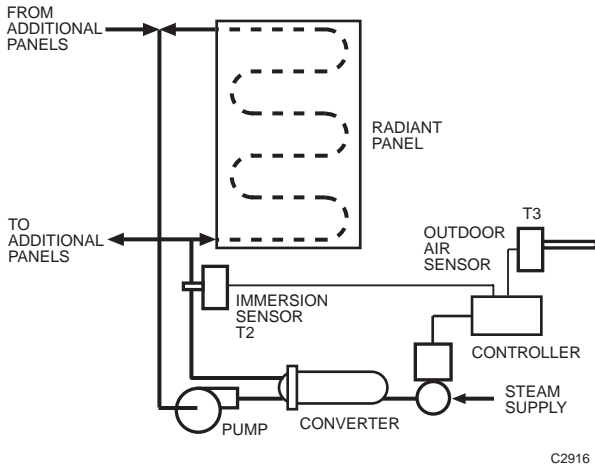 FROM
ADDITIONAL
PANELS
RADIANT
PANEL
TO
ADDITIONAL
PANELS
T3
OUTDOOR
AIR
SENSOR
IMMERSION
SENSOR
T2
CONTROLLER
STEAM
SUPPLY
CONVERTER
PUMP
C2916